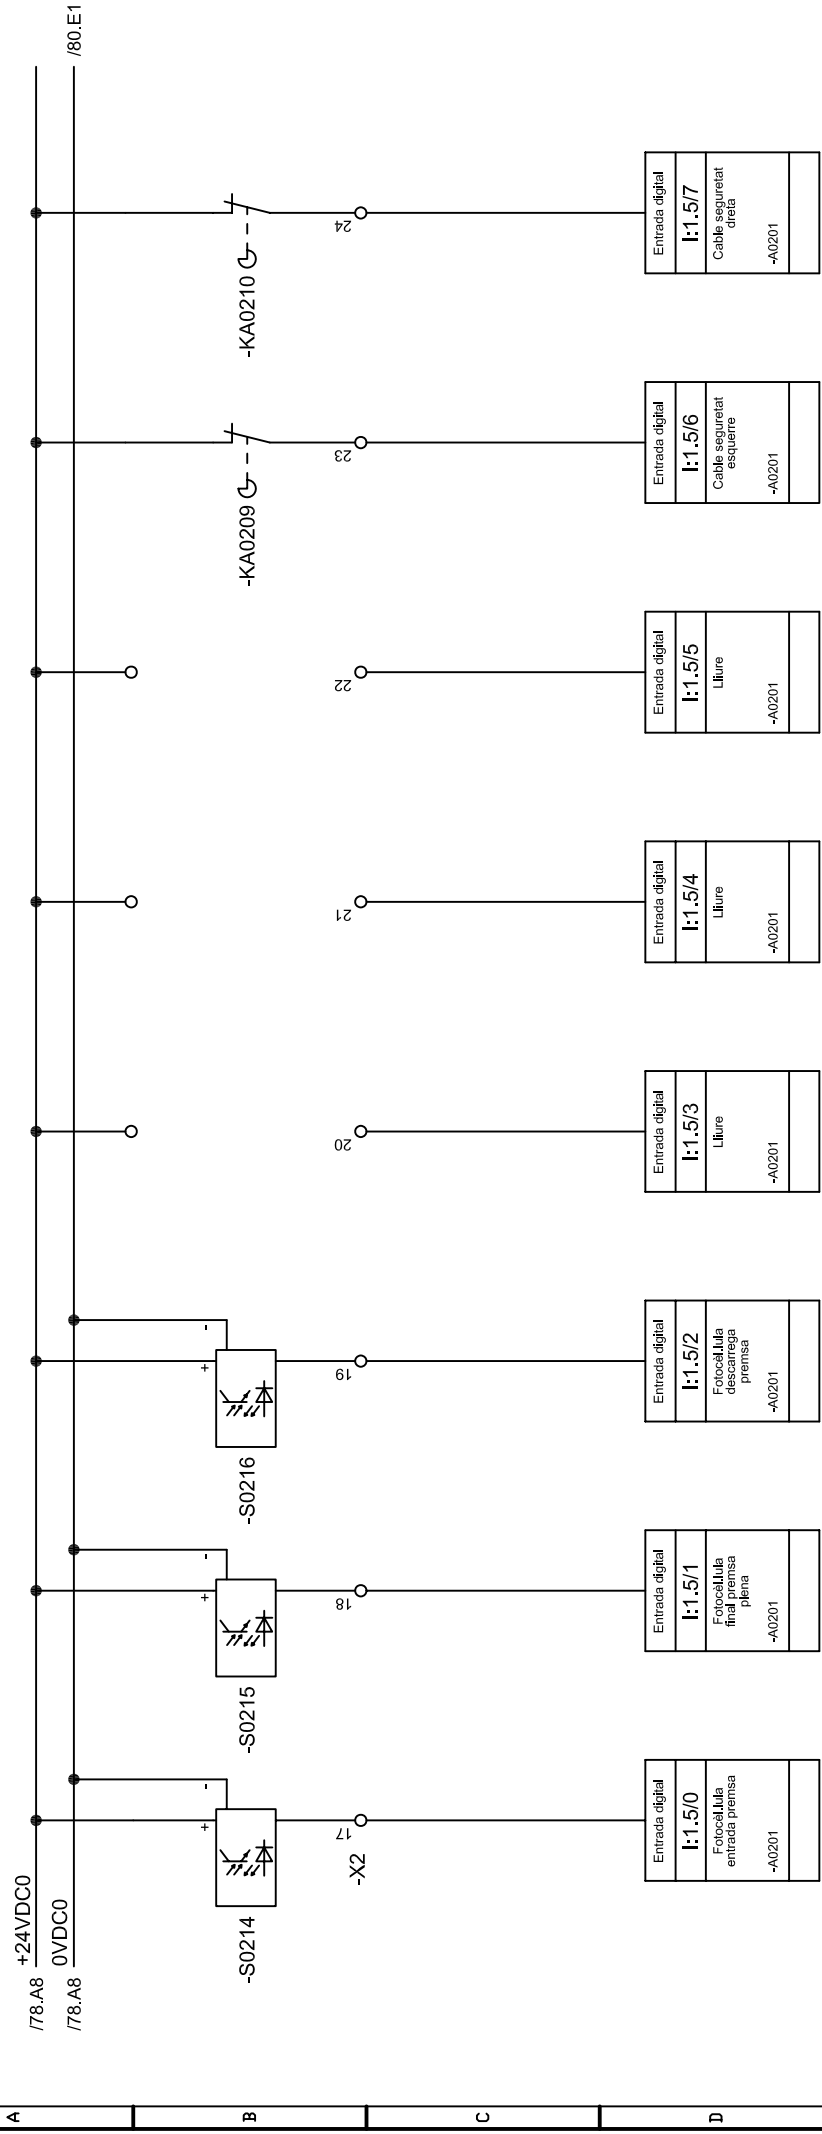 /78.A8 +24VDC0
/78.A8 0VDC0
/80.E1
-S0214
+
-
-S0215
+
-
-S0216
+
-
-KA0209
-KA0210
-X2
17
18
19
20
21
22
23
24
Entrada digital
I:1.5/0
Fotocèl.lula
entrada premsa
-A0201
Entrada digital
I:1.5/1
Fotocèl.lula
final premsa
plena
-A0201
Entrada digital
I:1.5/2
Fotocèl.lula
descarrega
premsa
-A0201
Entrada digital
I:1.5/3
Lliure
-A0201
Entrada digital
I:1.5/4
Lliure
-A0201
Entrada digital
I:1.5/5
Lliure
-A0201
Entrada digital
I:1.5/6
Cable seguretat
esquerre
-A0201
Entrada digital
I:1.5/7
Cable seguretat
dreta
-A0201
A
B
C
D